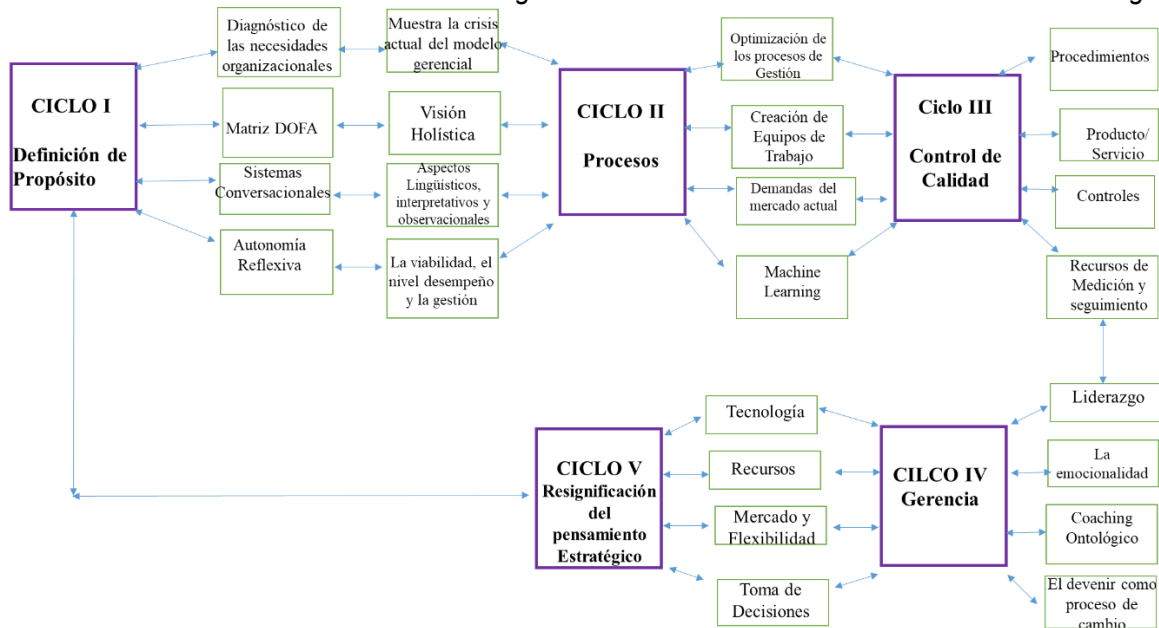 CICLO I
Definición de
Propósito
Diagnóstico de
las necesidades
organizacionales
Matriz DOFA
Sistemas
Conversacionales
Autonomía
Reflexiva
Muestra la crisis
actual del modelo
gerencial
Visión
Holística
Aspectos
Lingüísticos,
interpretativos y
observacionales
La viabilidad, el
nivel desempeño
y la gestión
CICLO II
Procesos
Optimización de
los procesos de
Gestión
Creación de
Equipos de
Trabajo
Demandas del
mercado actual
Machine
Learning
Ciclo III
Control de
Calidad
Procedimientos
Producto/
Servicio
Controles
Recursos de
Medición y
seguimiento
Liderazgo
La
emocionalidad
Coaching
Ontológico
El devenir como
proceso de
cambio
CILCO IV
Gerencia
Tecnología
Recursos
Mercado y
Flexibilidad
Toma de
Decisiones
CICLO V
Resignificación
del
pensamiento
Estratégico